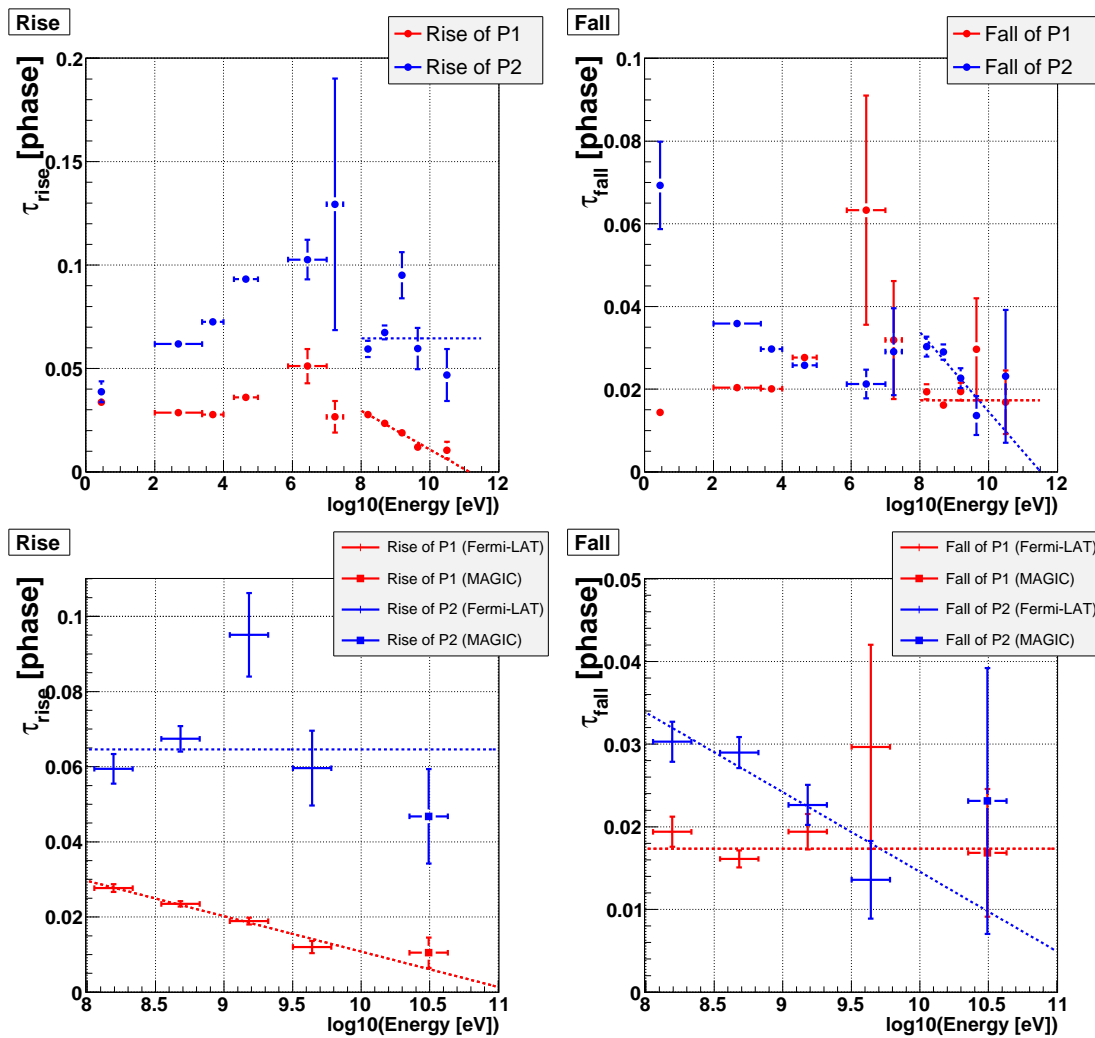 Rise
Rise of P1
Rise of P2
τrise [phase]
0.2
0.15
0.1
0.05
0
0 2 4 6 8 10 12
log10(Energy [eV])
Fall
Fall of P1
Fall of P2
τfall [phase]
0.1
0.08
0.06
0.04
0.02
0
0 2 4 6 8 10 12
log10(Energy [eV])
Rise
Rise of P1 (Fermi-LAT)
Rise of P1 (MAGIC)
Rise of P2 (Fermi-LAT)
Rise of P2 (MAGIC)
τrise [phase]
0.1
0.08
0.06
0.04
0.02
0
8 8.5 9 9.5 10 10.5 11
log10(Energy [eV])
Fall
Fall of P1 (Fermi-LAT)
Fall of P1 (MAGIC)
Fall of P2 (Fermi-LAT)
Fall of P2 (MAGIC)
τfall [phase]
0.05
0.04
0.03
0.02
0.01
0
8 8.5 9 9.5 10 10.5 11
log10(Energy [eV])